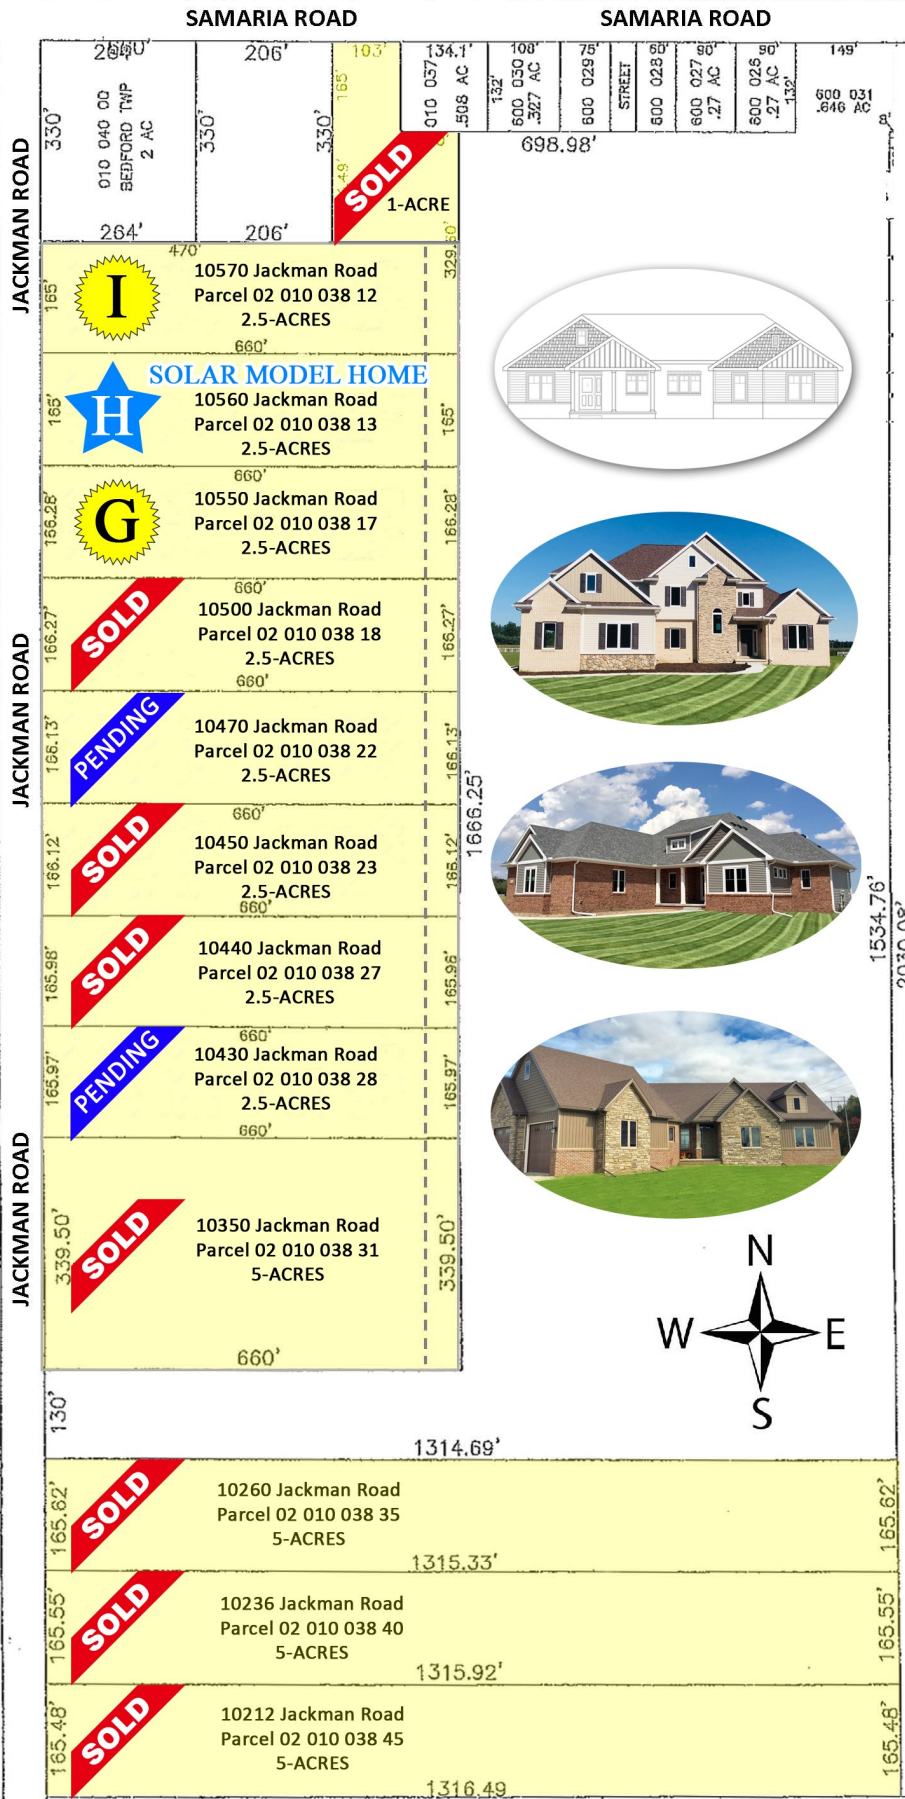 SAMARIA ROAD
SAMARIA ROAD
206'
103'
134.1'
108'
75'
60'
90'
90'
149'
330'
010 040 00
BEDFORD TWP
2 AC
330'
330'
165'
010 037
.508 AC
132'
600 030
.327 AC
600 029
STREET
600 028
600 027
.27 AC
600 026
.27 AC
132'
600 031
.646 AC
698.98'
SOLD
1-ACRE
264'
206'
JACKMAN ROAD
470'
I
10570 Jackman Road
Parcel 02 010 038 12
2.5-ACRES
165'
660'
SOLAR MODEL HOME
H
10560 Jackman Road
Parcel 02 010 038 13
2.5-ACRES
165'
165'
660'
G
10550 Jackman Road
Parcel 02 010 038 17
2.5-ACRES
166.28'
166.28'
660'
SOLD
10500 Jackman Road
Parcel 02 010 038 18
2.5-ACRES
166.27'
166.27'
660'
JACKMAN ROAD
PENDING
10470 Jackman Road
Parcel 02 010 038 22
2.5-ACRES
166.13'
166.13'
1666.25'
660'
SOLD
10450 Jackman Road
Parcel 02 010 038 23
2.5-ACRES
166.12'
166.12'
660'
1534.76'
SOLD
10440 Jackman Road
Parcel 02 010 038 27
2.5-ACRES
165.98'
165.98'
660'
PENDING
10430 Jackman Road
Parcel 02 010 038 28
2.5-ACRES
165.97'
165.97'
660'
JACKMAN ROAD
SOLD
10350 Jackman Road
Parcel 02 010 038 31
5-ACRES
339.50'
339.50'
660'
N
W
E
S
130'
1314.69'
SOLD
10260 Jackman Road
Parcel 02 010 038 35
5-ACRES
165.62'
165.62'
1315.33'
SOLD
10236 Jackman Road
Parcel 02 010 038 40
5-ACRES
165.55'
165.55'
1315.92'
SOLD
10212 Jackman Road
Parcel 02 010 038 45
5-ACRES
165.48'
165.48'
1316.49